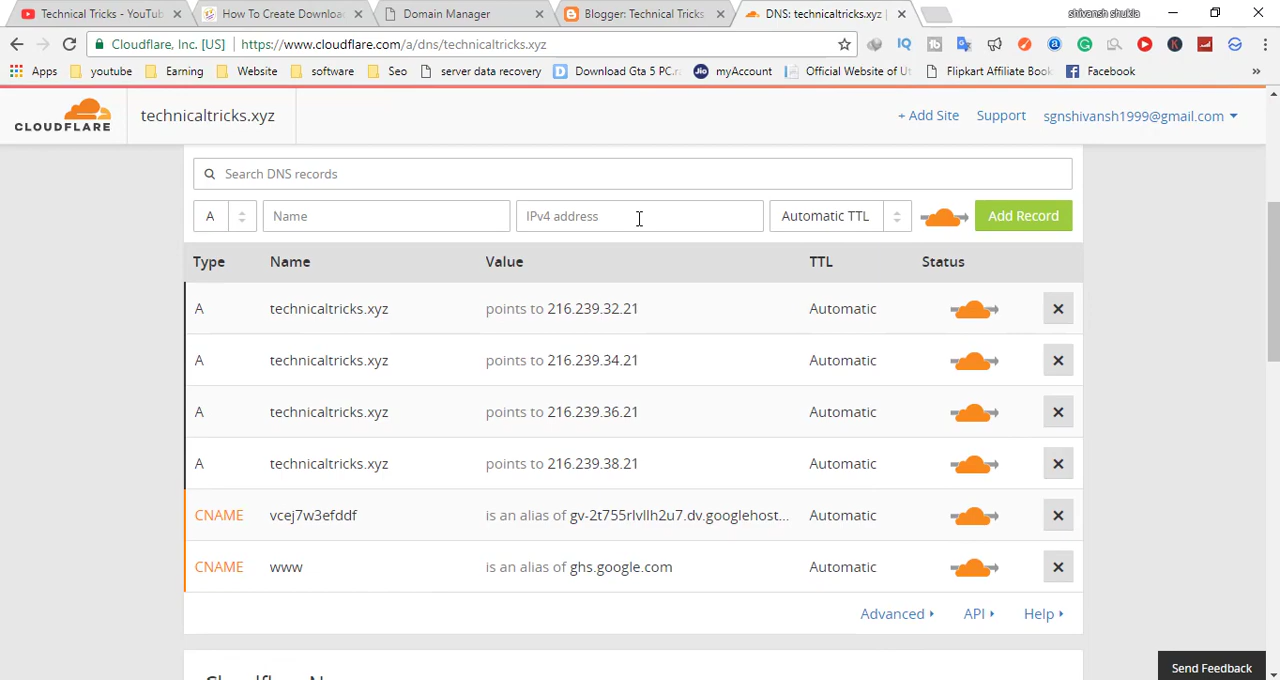 Technical Tricks - YouTub
How To Create Downloa
Domain Manager
Blogger: Technical Tricks
DNS: technicaltricks.xyz
shivansh shukla
Cloudflare, Inc. [US]
https://www.cloudflare.com/a/dns/technicaltricks.xyz
Apps
youtube
Earning
Website
software
Seo
server data recovery
Download Gta 5 PC.ra
Jio
myAccount
Official Website of Ut
Flipkart Affiliate Book
Facebook
»
CLOUDFLARE
technicaltricks.xyz
+ Add Site
Support
sgnshivansh1999@gmail.com
Search DNS records
A
Name
IPv4 address
Automatic TTL
Add Record
Type Name Value TTL Status
A technicaltricks.xyz points to 216.239.32.21 Automatic
A technicaltricks.xyz points to 216.239.34.21 Automatic
A technicaltricks.xyz points to 216.239.36.21 Automatic
A technicaltricks.xyz points to 216.239.38.21 Automatic
CNAME vcej7w3efddf is an alias of gv-2t755rlvllh2u7.dv.googlehost... Automatic
CNAME www is an alias of ghs.google.com Automatic
Advanced
API
Help
Send Feedback